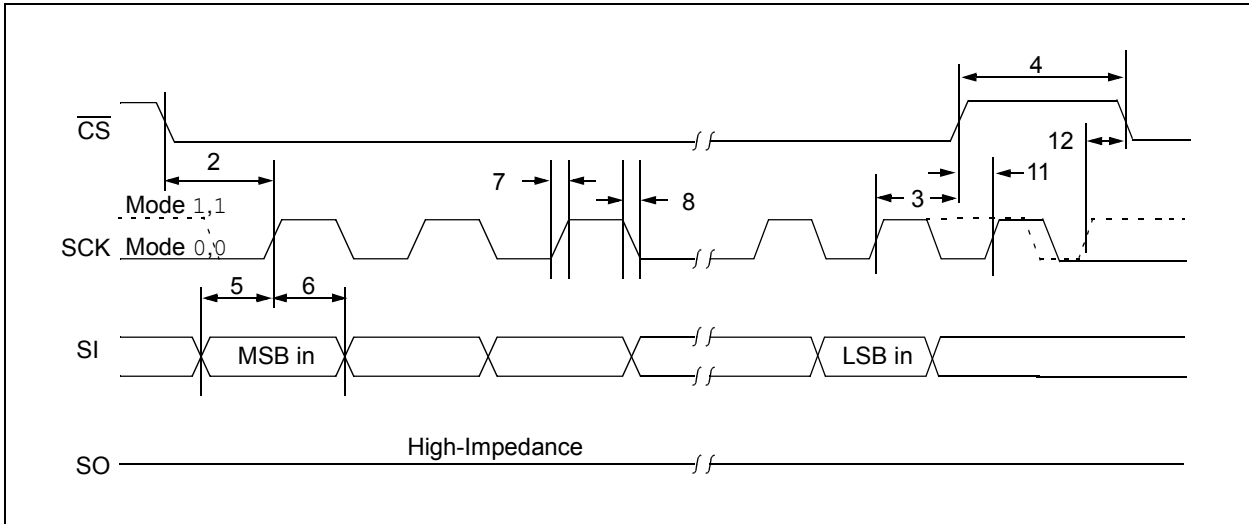 4
C̅S̅
12
2
7
8
3
11
Mode 1,1
SCK Mode 0,0
5
6
SI
MSB in
LSB in
High-Impedance
SO